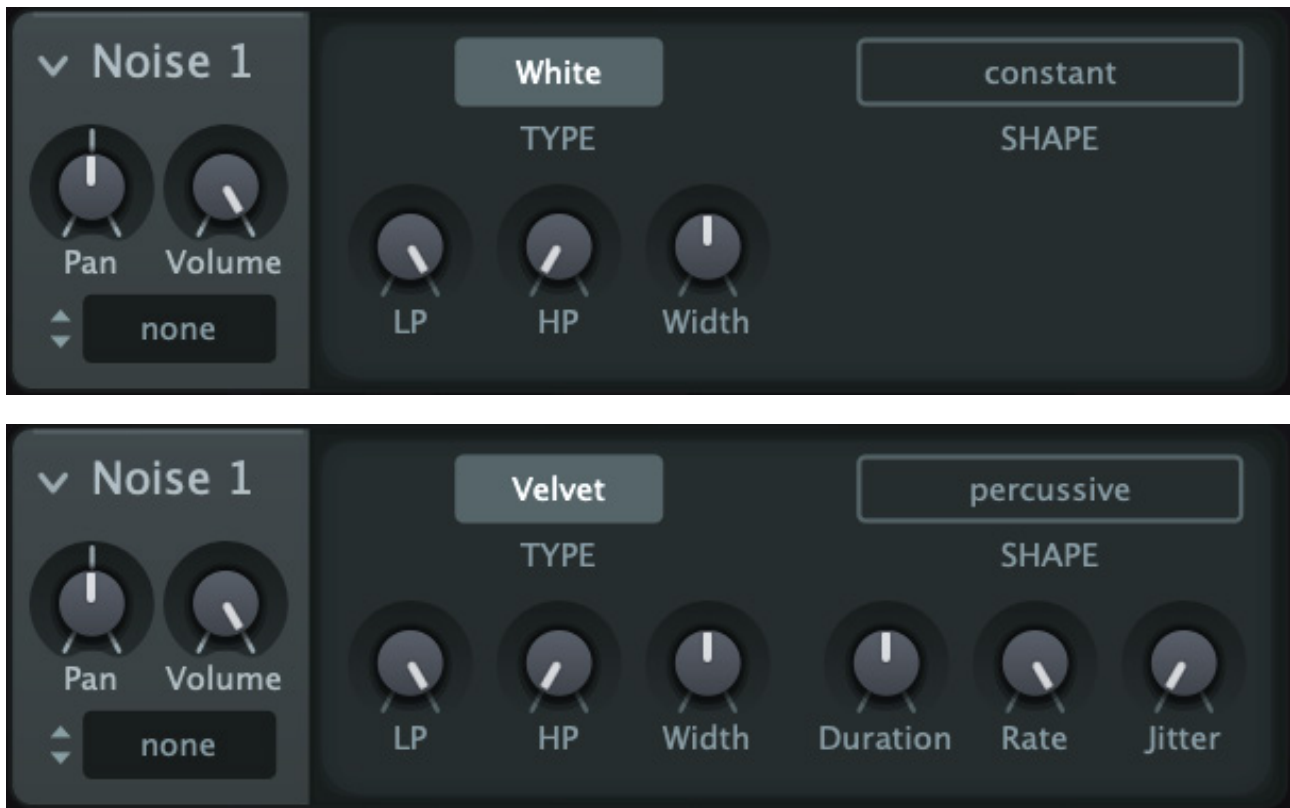 Noise 1
White
constant
TYPE
SHAPE
Pan
Volume
LP
HP
Width
none
Noise 1
Velvet
percussive
TYPE
SHAPE
Pan
Volume
LP
HP
Width
Duration
Rate
Jitter
none